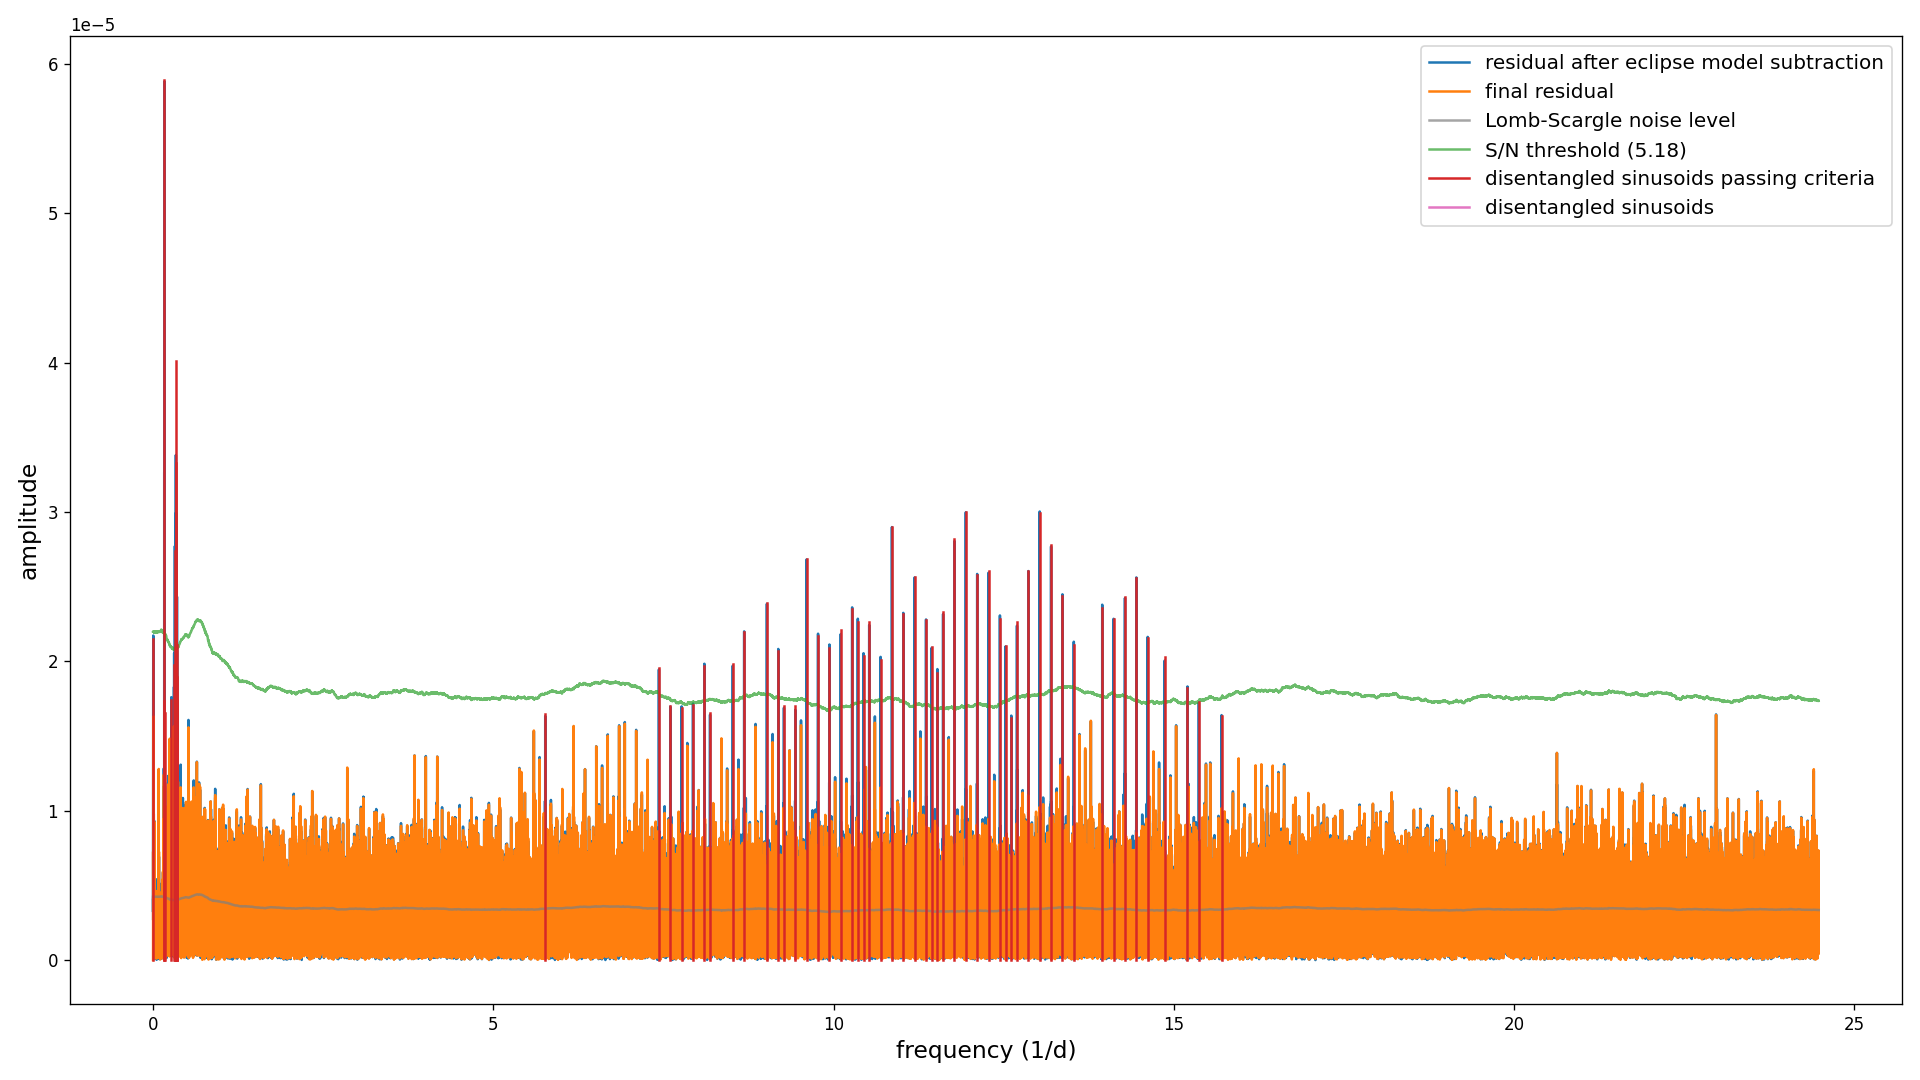 1e−5
6
5
4
3
2
1
0
amplitude
0
5
10
15
20
25
frequency (1/d)
residual after eclipse model subtraction
final residual
Lomb-Scargle noise level
S/N threshold (5.18)
disentangled sinusoids passing criteria
disentangled sinusoids